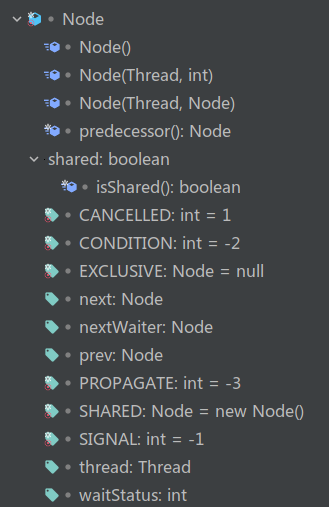 Node
Node()
Node(Thread, int)
Node(Thread, Node)
predecessor(): Node
shared: boolean
isShared(): boolean
CANCELLED: int = 1
CONDITION: int = -2
EXCLUSIVE: Node = null
next: Node
nextWaiter: Node
prev: Node
PROPAGATE: int = -3
SHARED: Node = new Node()
SIGNAL: int = -1
thread: Thread
waitStatus: int